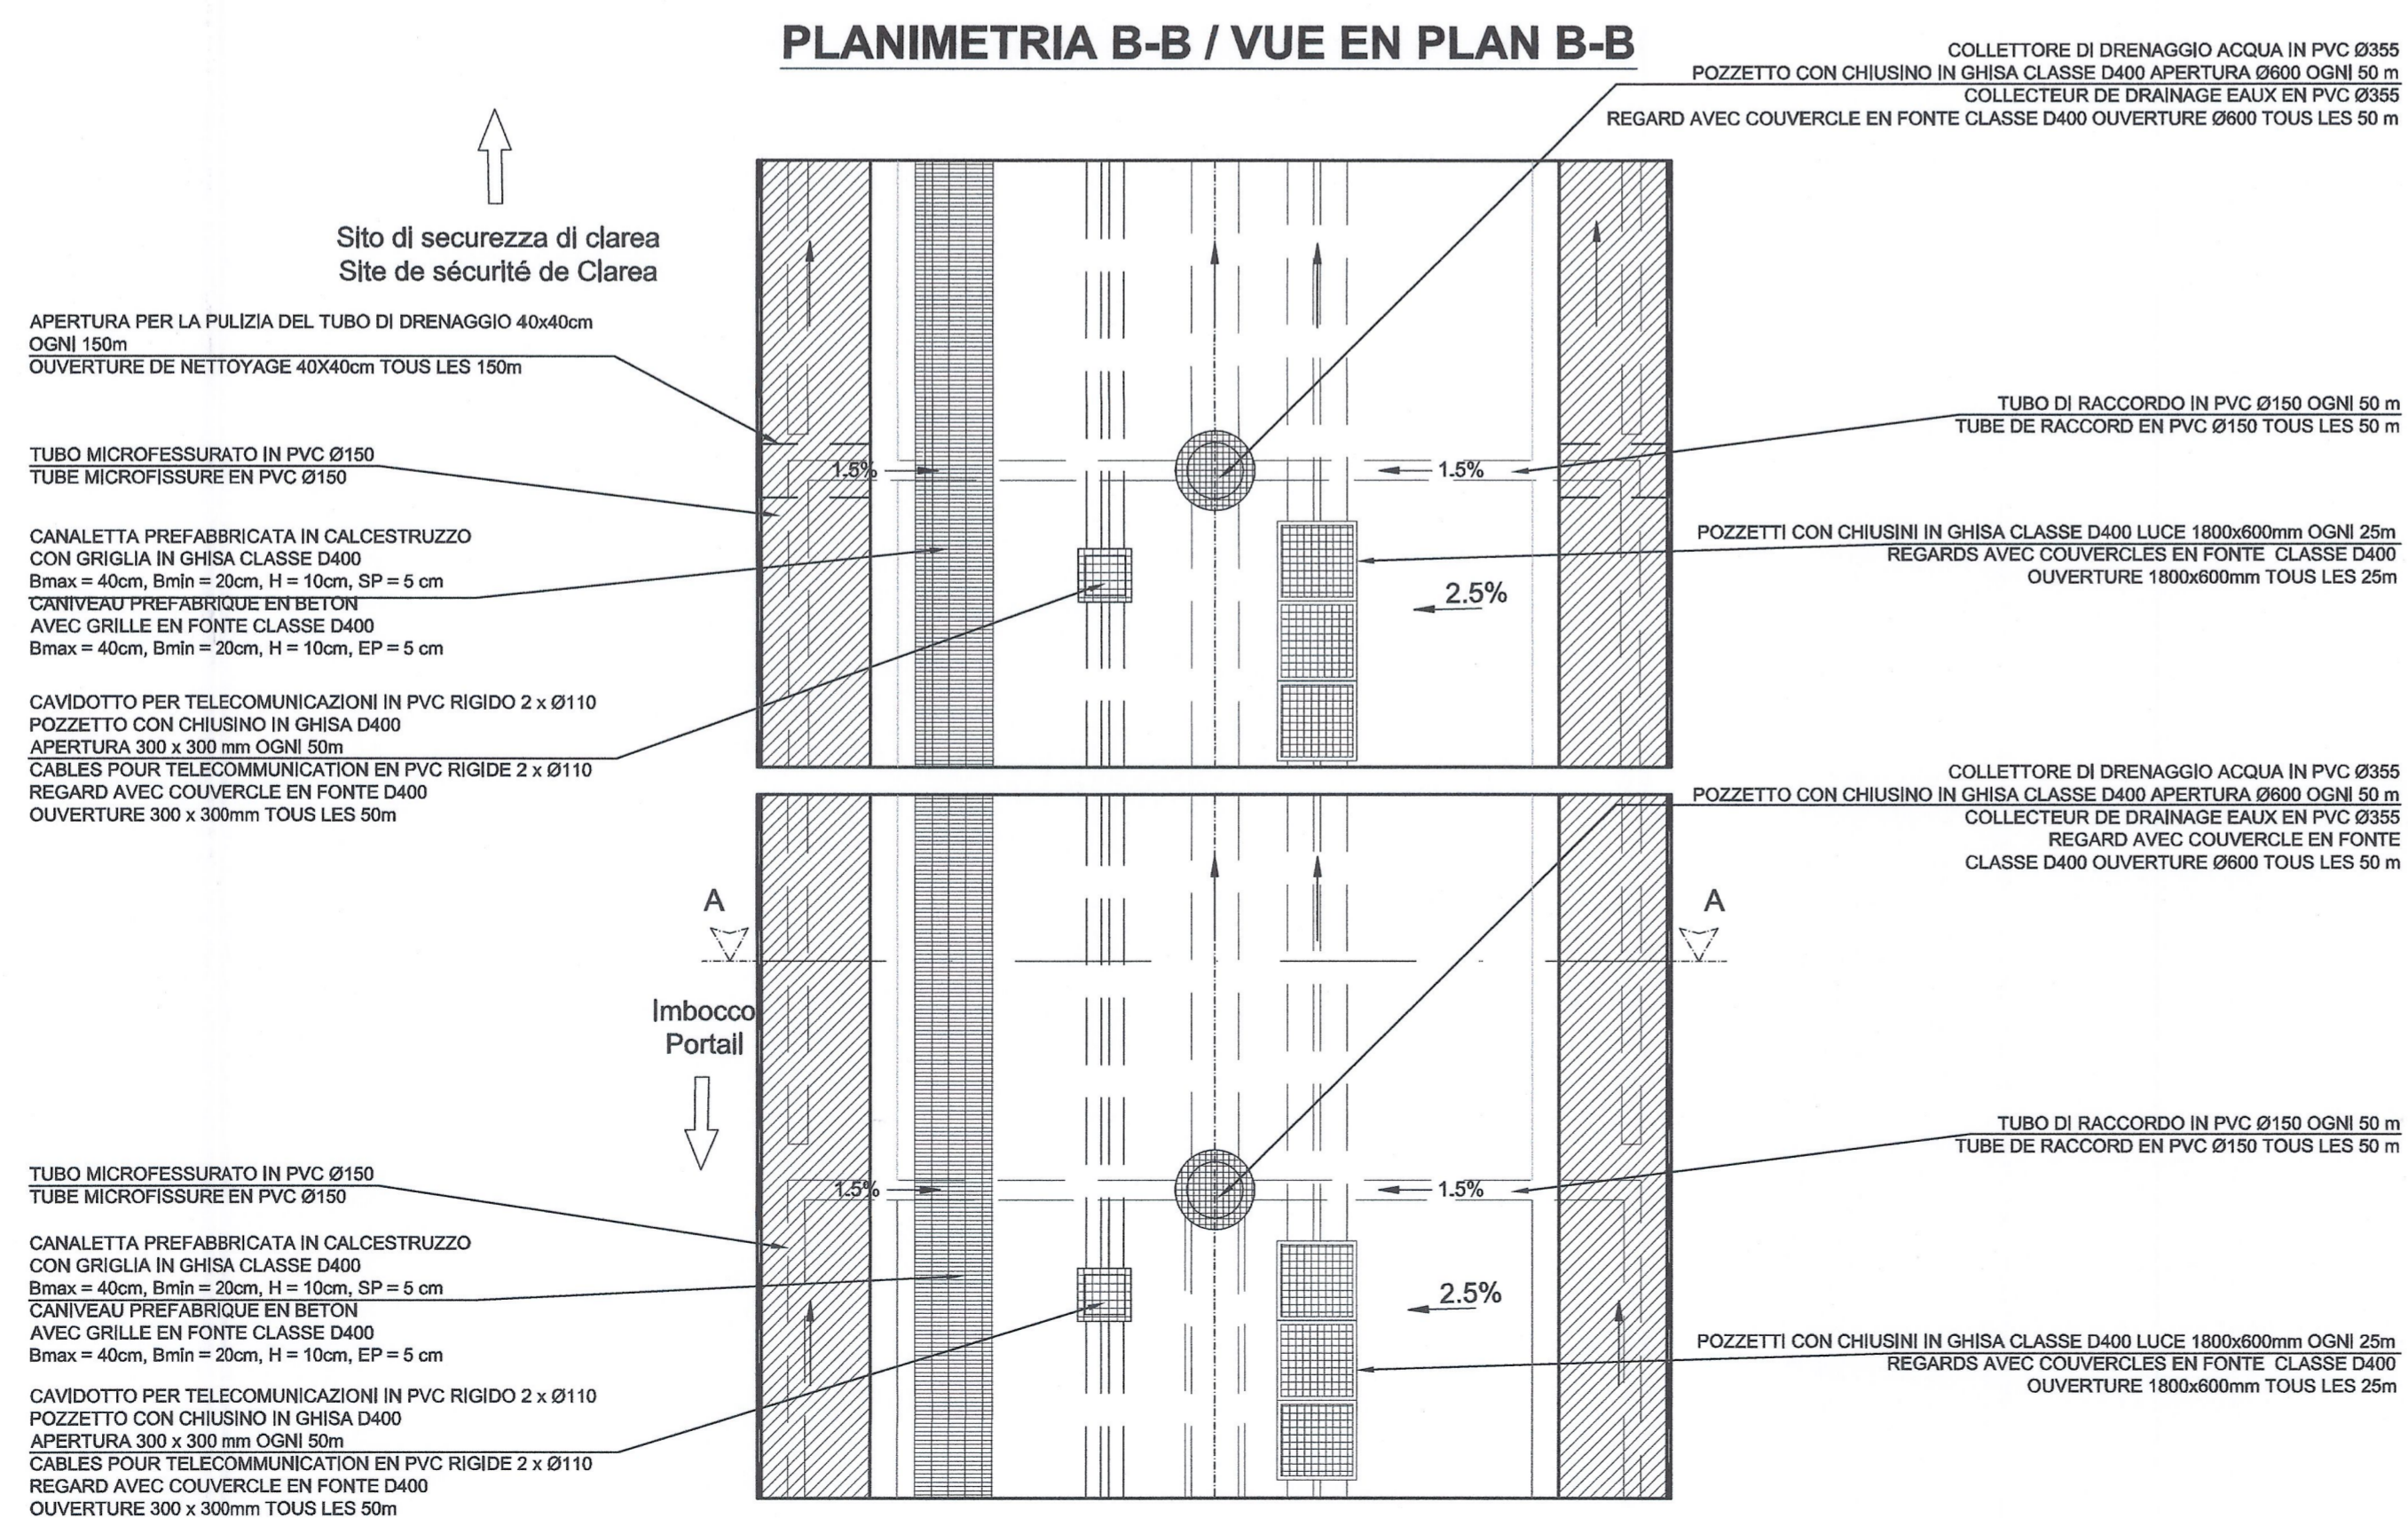 PLANIMETRIA B-B / VUE EN PLAN B-B
COLLETTORE DI DRENAGGIO ACQUA IN PVC Ø355
POZZETTO CON CHIUSINO IN GHISA CLASSE D400 APERTURA Ø600 OGNI 50 m
COLLECTEUR DE DRAINAGE EAUX EN PVC Ø355
REGARD AVEC COUVERCLE EN FONTE CLASSE D400 OUVERTURE Ø600 TOUS LES 50 m
Sito di securezza di clarea
Site de sécurité de Clarea
APERTURA PER LA PULIZIA DEL TUBO DI DRENAGGIO 40x40cm
OGNI 150m
OUVERTURE DE NETTOYAGE 40X40cm TOUS LES 150m
TUBO MICROFESSURATO IN PVC Ø150
TUBE MICROFISSURE EN PVC Ø150
CANALETTA PREFABBRICATA IN CALCESTRUZZO
CON GRIGLIA IN GHISA CLASSE D400
Bmax = 40cm, Bmin = 20cm, H = 10cm, SP = 5 cm
CANIVEAU PREFABRIQUE EN BETON
AVEC GRILLE EN FONTE CLASSE D400
Bmax = 40cm, Bmin = 20cm, H = 10cm, EP = 5 cm
CAVIDOTTO PER TELECOMUNICAZIONI IN PVC RIGIDO 2 x Ø110
POZZETTO CON CHIUSINO IN GHISA D400
APERTURA 300 x 300 mm OGNI 50m
CABLES POUR TELECOMMUNICATION EN PVC RIGIDE 2 x Ø110
REGARD AVEC COUVERCLE EN FONTE D400
OUVERTURE 300 x 300mm TOUS LES 50m
1.5%
1.5%
2.5%
TUBO DI RACCORDO IN PVC Ø150 OGNI 50 m
TUBE DE RACCORD EN PVC Ø150 TOUS LES 50 m
POZZETTI CON CHIUSINI IN GHISA CLASSE D400 LUCE 1800x600mm OGNI 25m
REGARDS AVEC COUVERCLES EN FONTE CLASSE D400
OUVERTURE 1800x600mm TOUS LES 25m
COLLETTORE DI DRENAGGIO ACQUA IN PVC Ø355
POZZETTO CON CHIUSINO IN GHISA CLASSE D400 APERTURA Ø600 OGNI 50 m
COLLECTEUR DE DRAINAGE EAUX EN PVC Ø355
REGARD AVEC COUVERCLE EN FONTE
CLASSE D400 OUVERTURE Ø600 TOUS LES 50 m
A
A
Imbocco
Portail
TUBO MICROFESSURATO IN PVC Ø150
TUBE MICROFISSURE EN PVC Ø150
CANALETTA PREFABBRICATA IN CALCESTRUZZO
CON GRIGLIA IN GHISA CLASSE D400
Bmax = 40cm, Bmin = 20cm, H = 10cm, SP = 5 cm
CANIVEAU PREFABRIQUE EN BETON
AVEC GRILLE EN FONTE CLASSE D400
Bmax = 40cm, Bmin = 20cm, H = 10cm, EP = 5 cm
CAVIDOTTO PER TELECOMUNICAZIONI IN PVC RIGIDO 2 x Ø110
POZZETTO CON CHIUSINO IN GHISA D400
APERTURA 300 x 300 mm OGNI 50m
CABLES POUR TELECOMMUNICATION EN PVC RIGIDE 2 x Ø110
REGARD AVEC COUVERCLE EN FONTE D400
OUVERTURE 300 x 300mm TOUS LES 50m
1.5%
1.5%
2.5%
TUBO DI RACCORDO IN PVC Ø150 OGNI 50 m
TUBE DE RACCORD EN PVC Ø150 TOUS LES 50 m
POZZETTI CON CHIUSINI IN GHISA CLASSE D400 LUCE 1800x600mm OGNI 25m
REGARDS AVEC COUVERCLES EN FONTE CLASSE D400
OUVERTURE 1800x600mm TOUS LES 25m